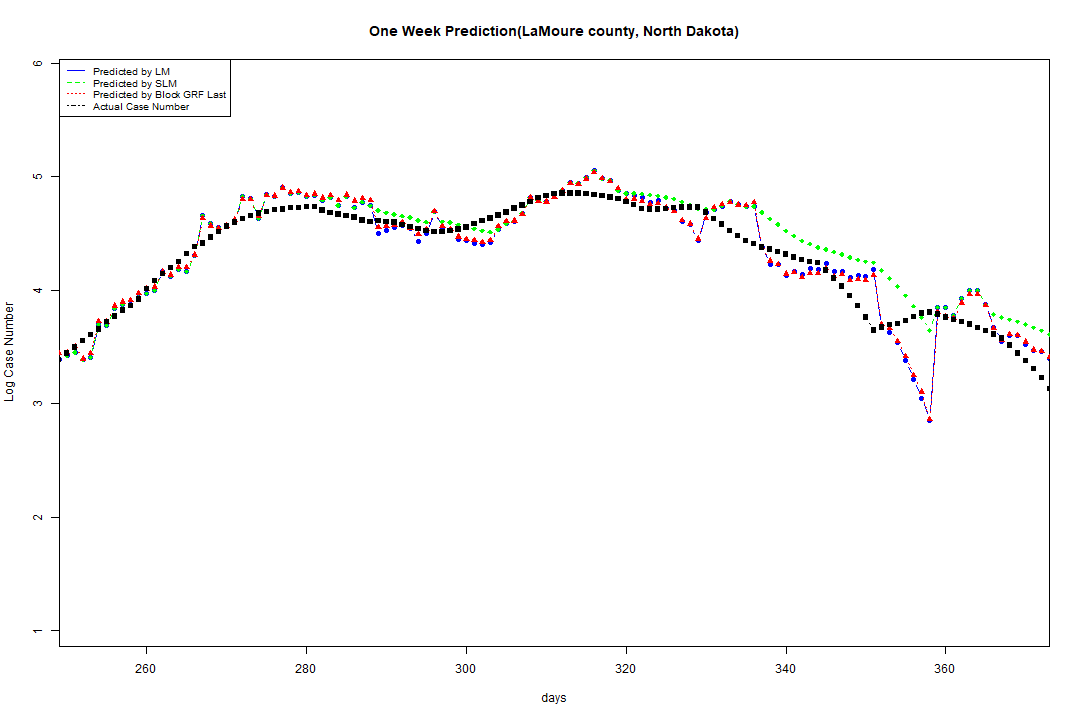 One Week Prediction(LaMoure county, North Dakota)
Predicted by LM
Predicted by SLM
Predicted by Block GRF Last
Actual Case Number
6
5
4
3
2
1
Log Case Number
260 280 300 320 340 360
days